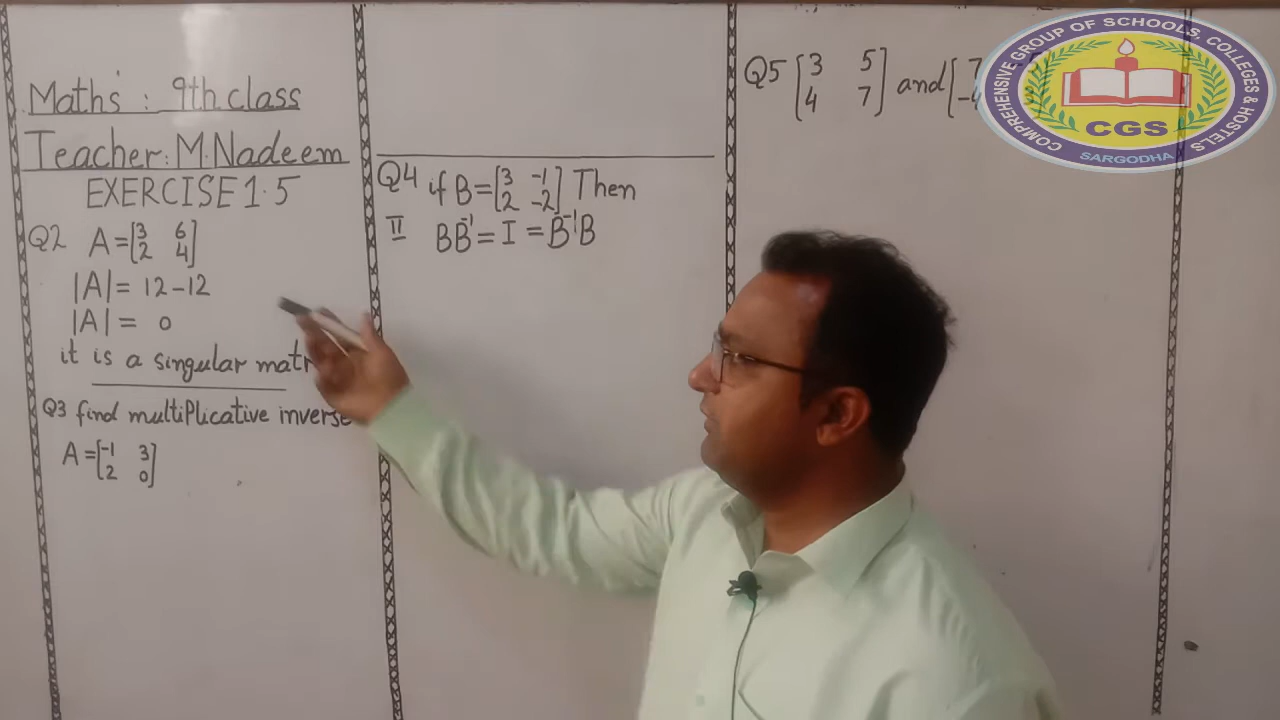 Maths : 9th class
Teacher: M.Nadeem
EXERCISE 1.5
Q2 A = [3 6
2 4]
|A| = 12-12
|A| = 0
it is a singular
Q3 find multiPlicative inverse
A = [-1 3
2 0]
Q4 if B = [3 -1
2 -2] Then
II BB⁻¹ = I = B⁻¹B
Q5 [3 5
4 7] and [7
COMPREHENSIVE GROUP OF SCHOOLS, COLLEGES & HOSTELS
CGS
SARGODHA